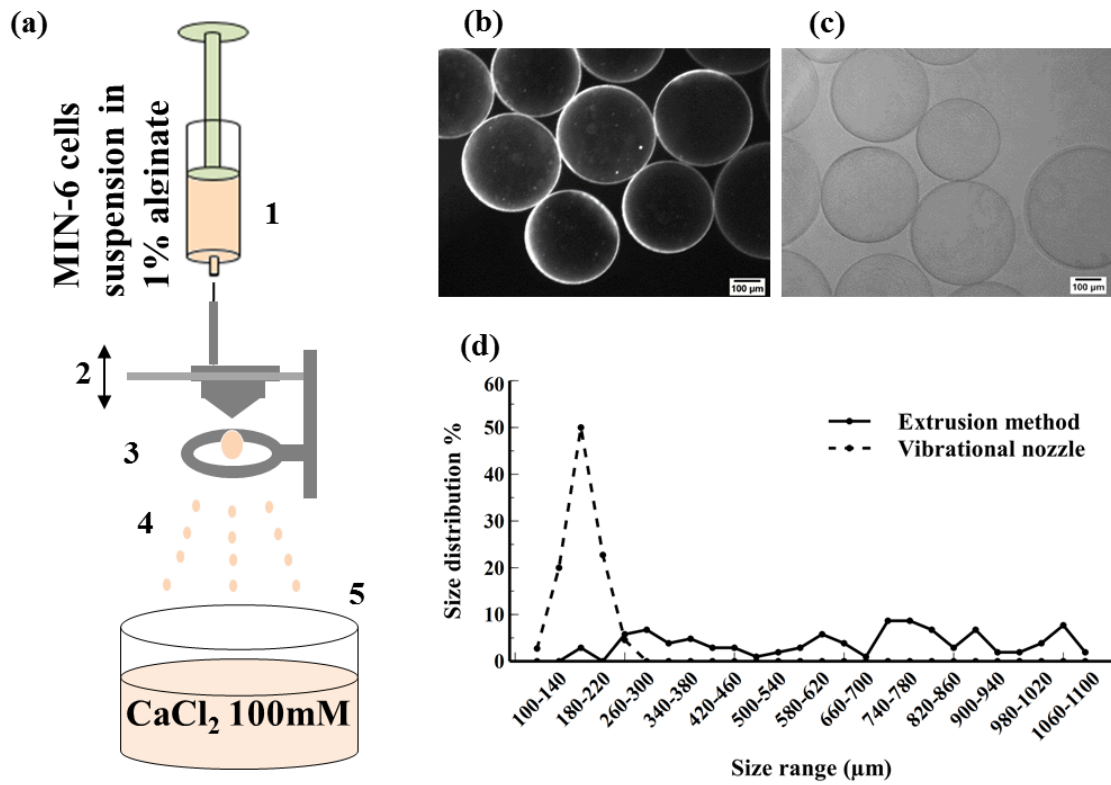 (a)
MIN-6 cells
suspension in
1% alginate
1
2
3
4
5
CaCl₂ 100mM
(b)
100 µm
(c)
100 µm
(d)
Size distribution %
60
50
40
30
20
10
0
Extrusion method
Vibrational nozzle
100-140
180-220
260-300
340-380
420-460
500-540
580-620
660-700
740-780
820-860
900-940
980-1020
1060-1100
Size range (µm)